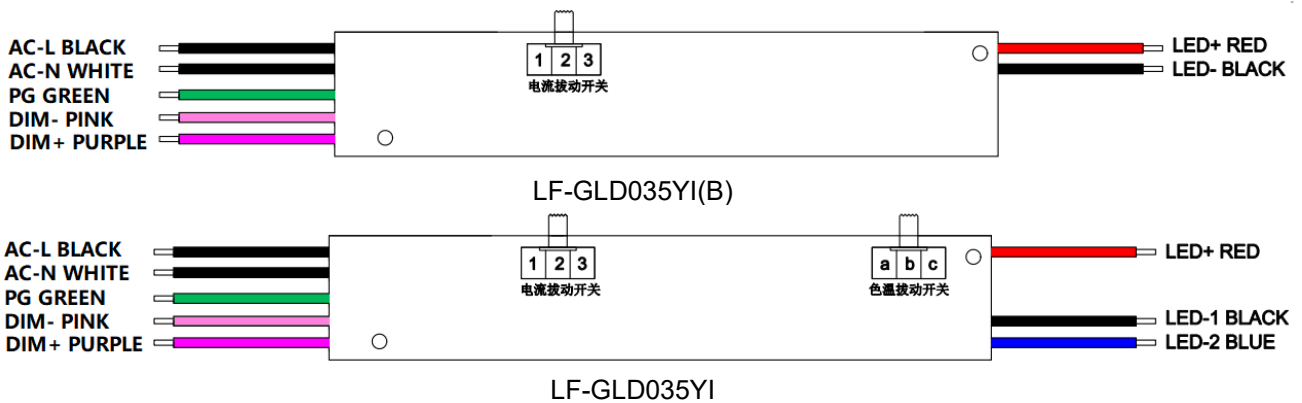 AC-L BLACK
AC-N WHITE
PG GREEN
DIM- PINK
DIM+ PURPLE
1 2 3
电流拨动开关
LED+ RED
LED- BLACK
LF-GLD035YI(B)
AC-L BLACK
AC-N WHITE
PG GREEN
DIM- PINK
DIM+ PURPLE
1 2 3
电流拨动开关
a b c
色温拨动开关
LED+ RED
LED-1 BLACK
LED-2 BLUE
LF-GLD035YI